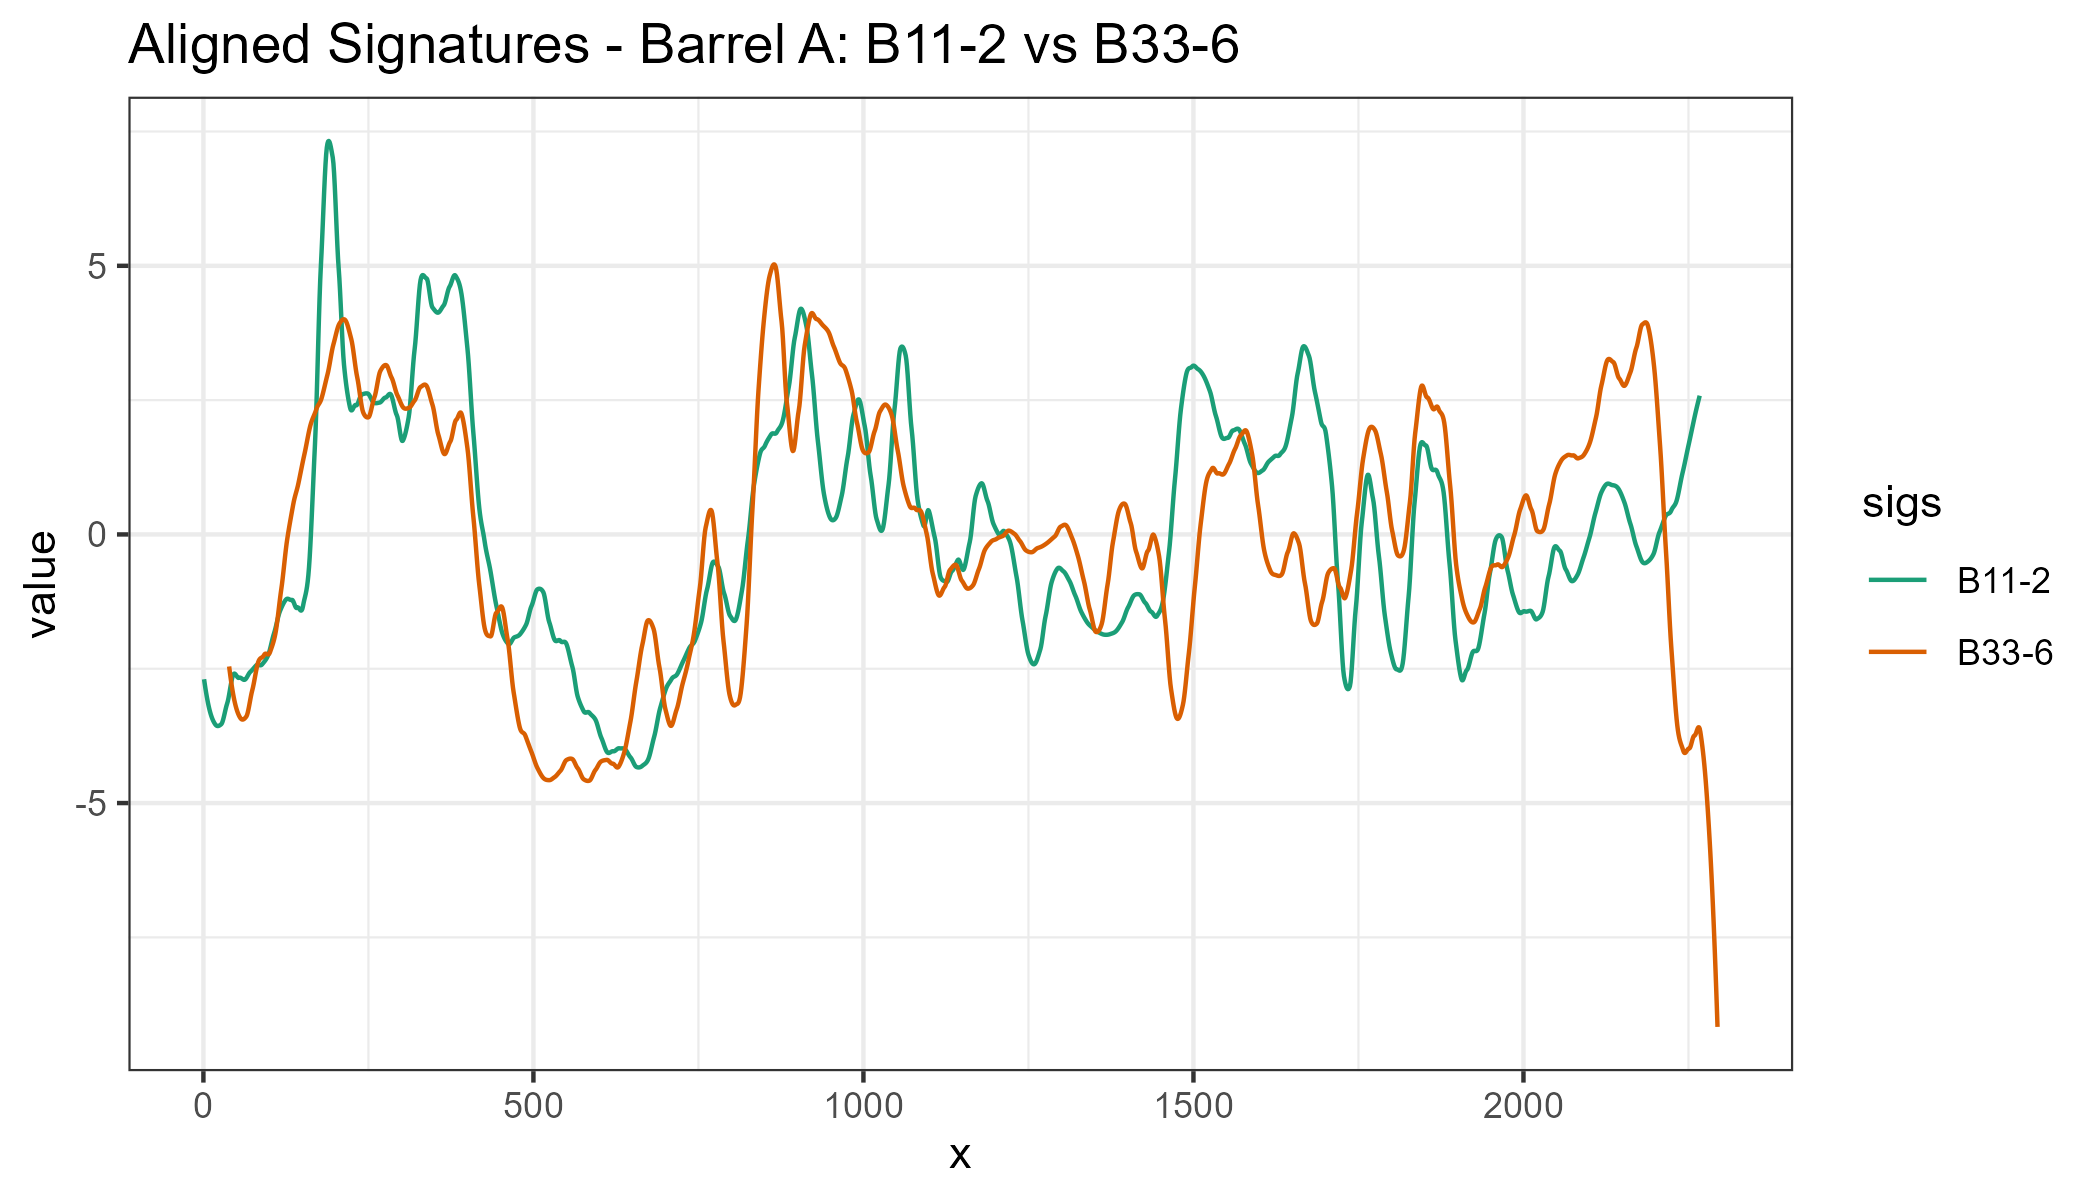 Aligned Signatures - Barrel A: B11-2 vs B33-6
value
5
0
-5
0 500 1000 1500 2000
x
sigs
B11-2
B33-6